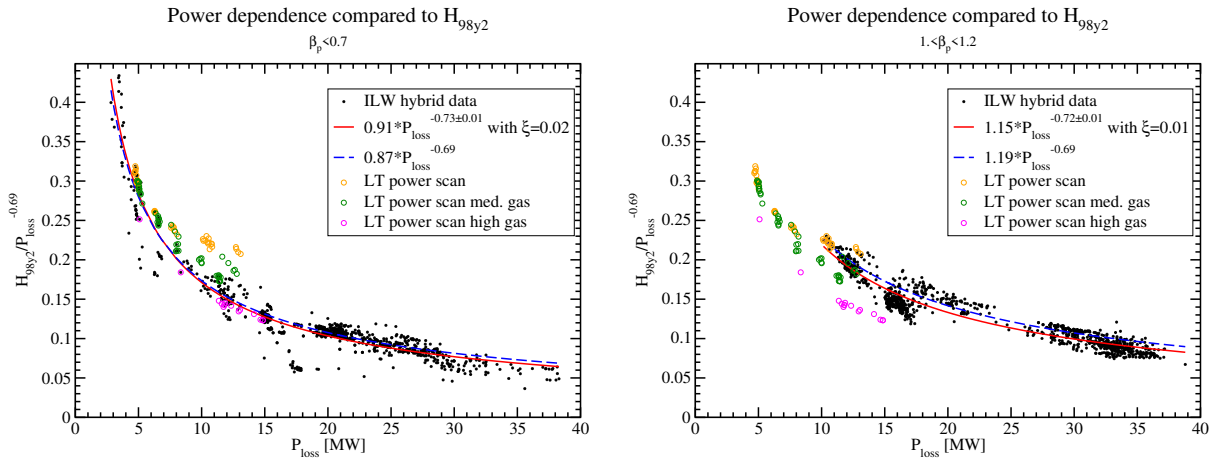 Power dependence compared to H98y2
βp<0.7
H98y2/Ploss-0.69
0.4
0.35
0.3
0.25
0.2
0.15
0.1
0.05
0
ILW hybrid data
0.91*Ploss-0.73±0.01 with ξ=0.02
0.87*Ploss-0.69
LT power scan
LT power scan med. gas
LT power scan high gas
0 5 10 15 20 25 30 35 40
Ploss [MW]
Power dependence compared to H98y2
1.<βp<1.2
H98y2/Ploss-0.69
0.4
0.35
0.3
0.25
0.2
0.15
0.1
0.05
0
ILW hybrid data
1.15*Ploss-0.72±0.01 with ξ=0.01
1.19*Ploss-0.69
LT power scan
LT power scan med. gas
LT power scan high gas
0 5 10 15 20 25 30 35 40
Ploss [MW]